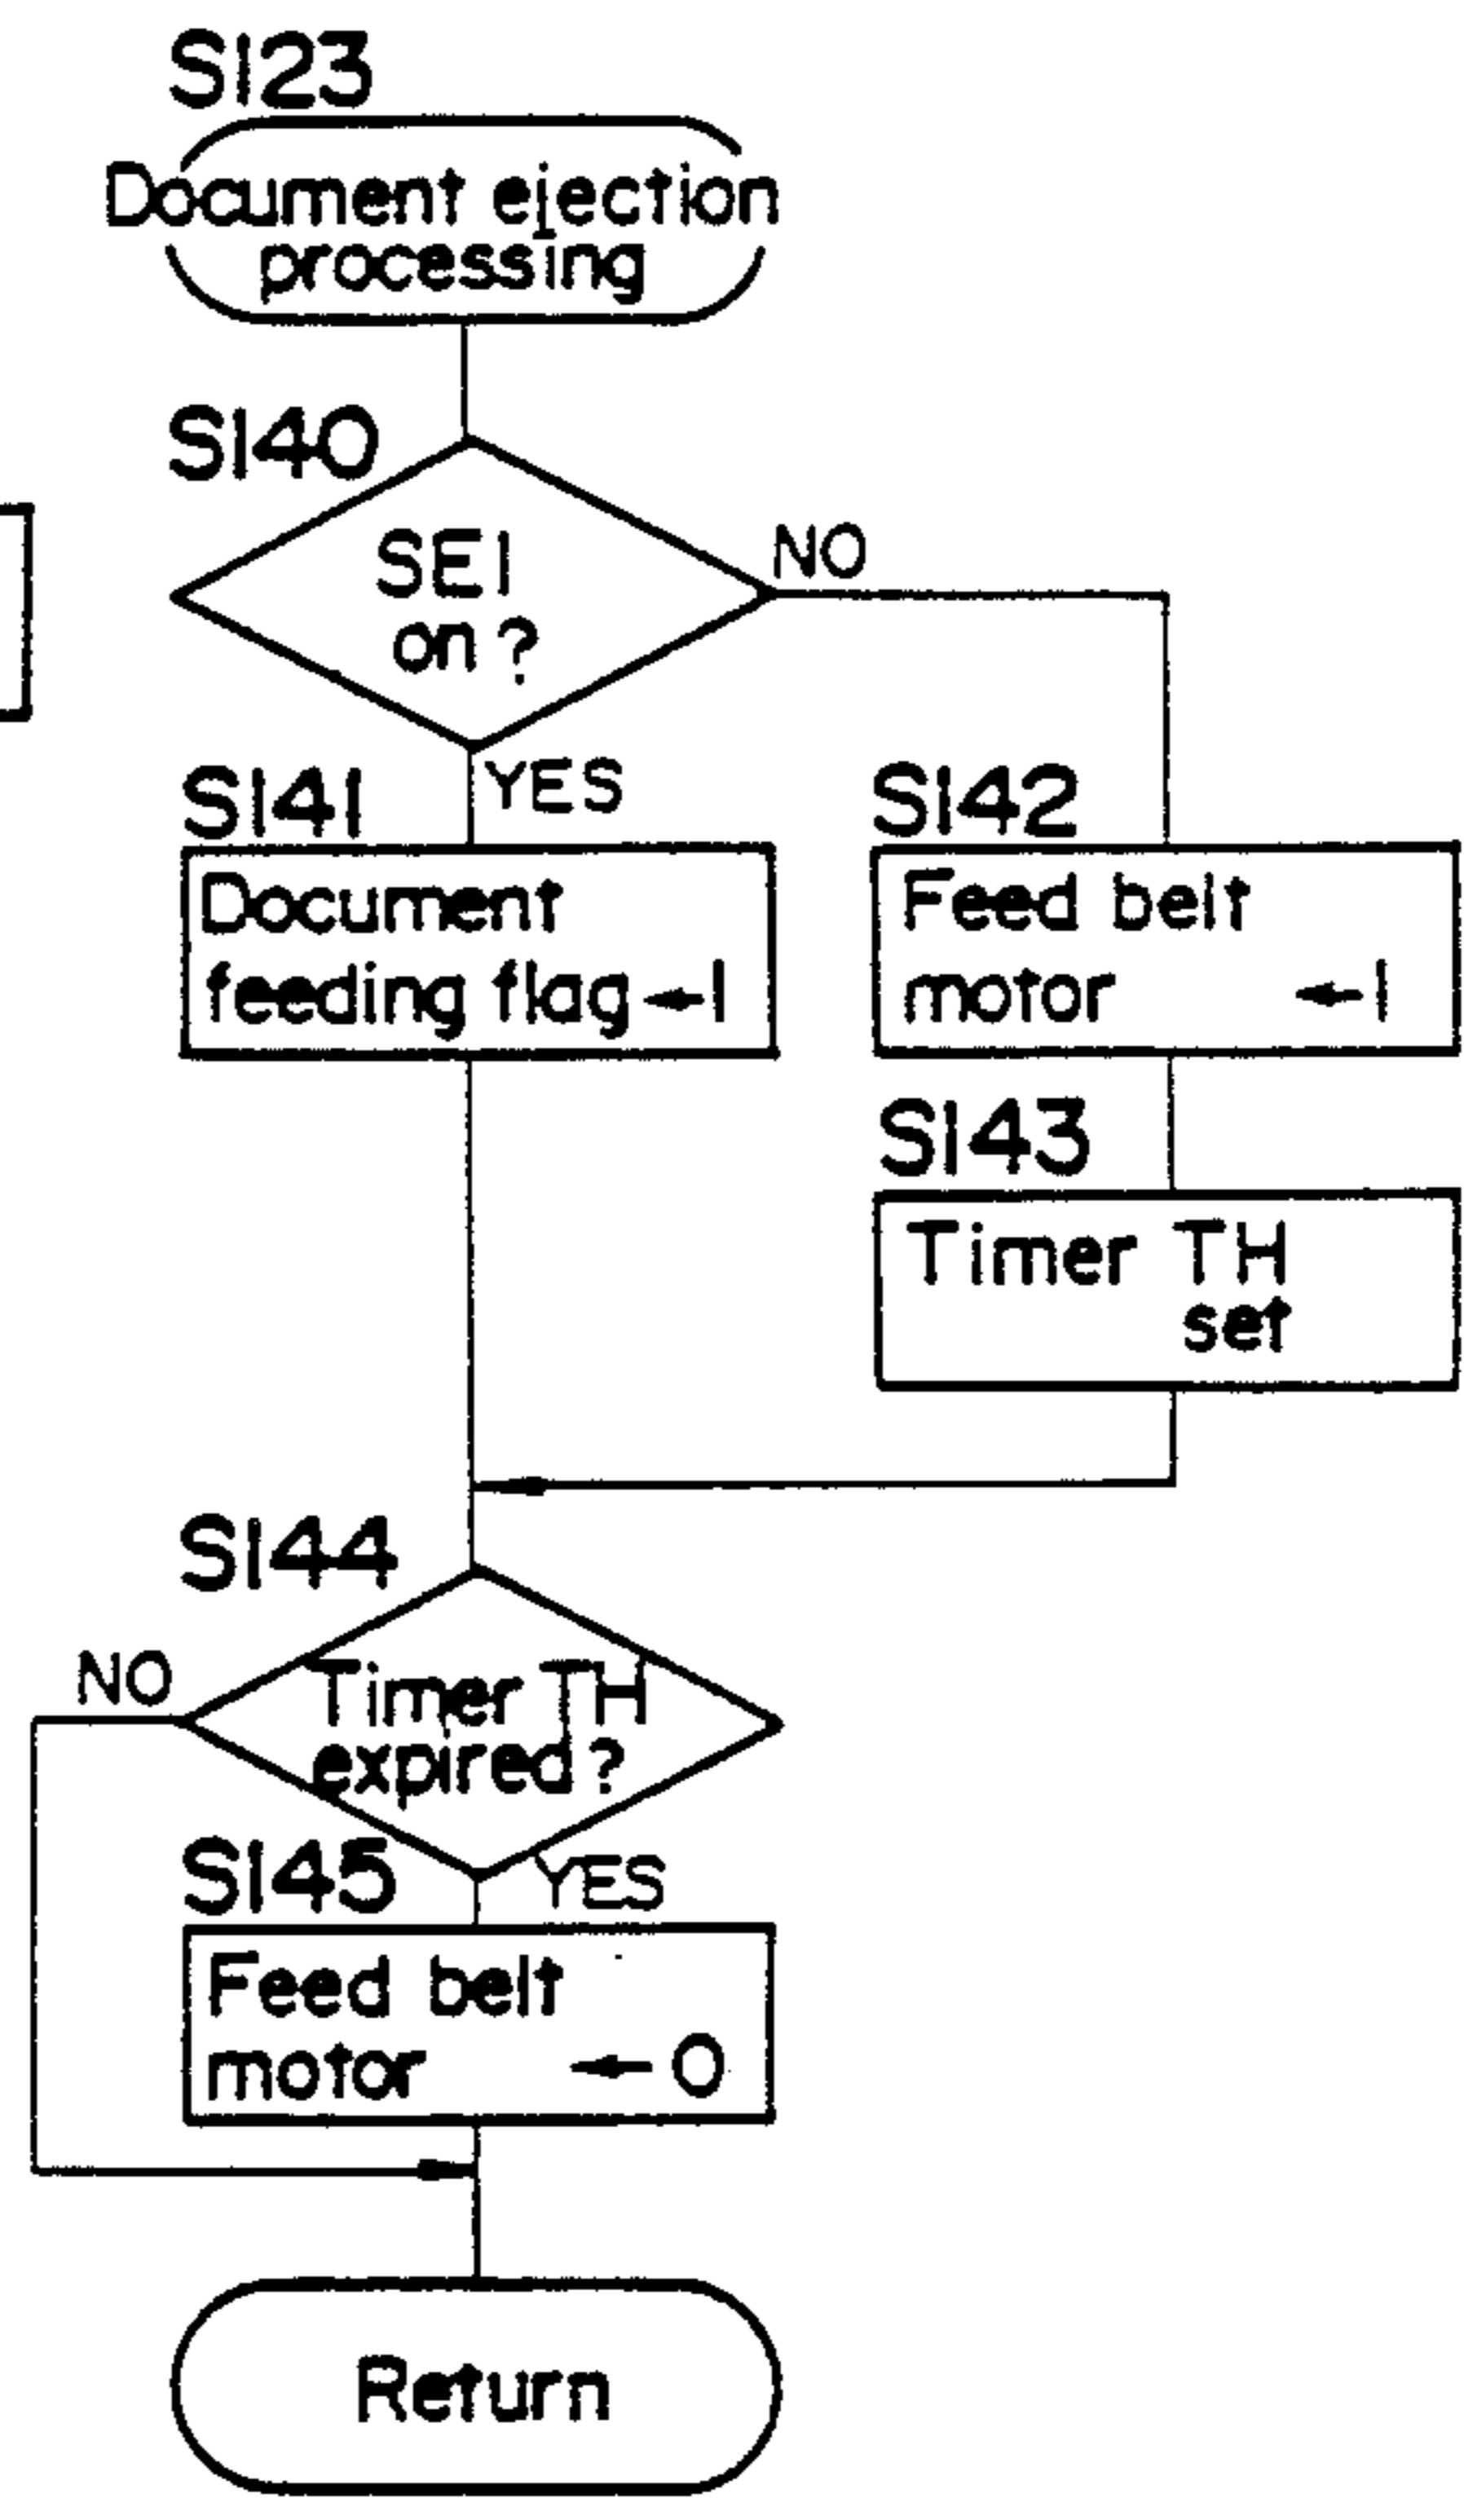 S123
Document ejection
processing
S140
SE1
on?
NO
YES
S141
Document
feeding flag←1
S142
Feed belt
motor ←1
S143
Timer TH
set
S144
NO
Timer TH
expired?
YES
S145
Feed belt
motor ←0
Return